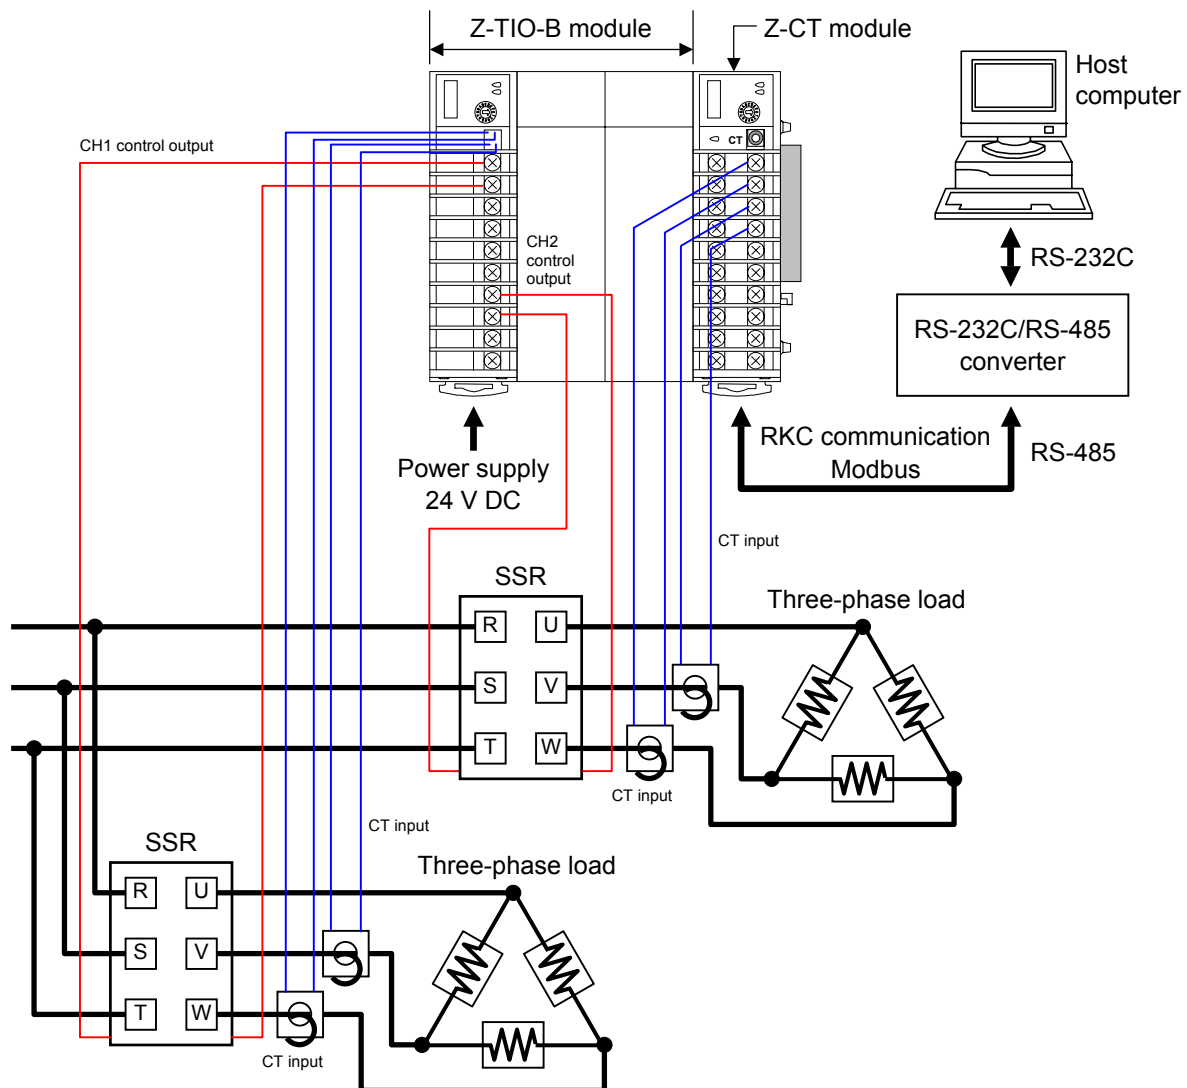 Z-TIO-B module
Z-CT module
Host
computer
CT
CH1 control output
CH2
control
output
RS-232C
RS-232C/RS-485
converter
RKC communication
Modbus
RS-485
Power supply
24 V DC
CT input
SSR
Three-phase load
R U
S V
T W
CT input
CT input
SSR
Three-phase load
R U
S V
T W
CT input